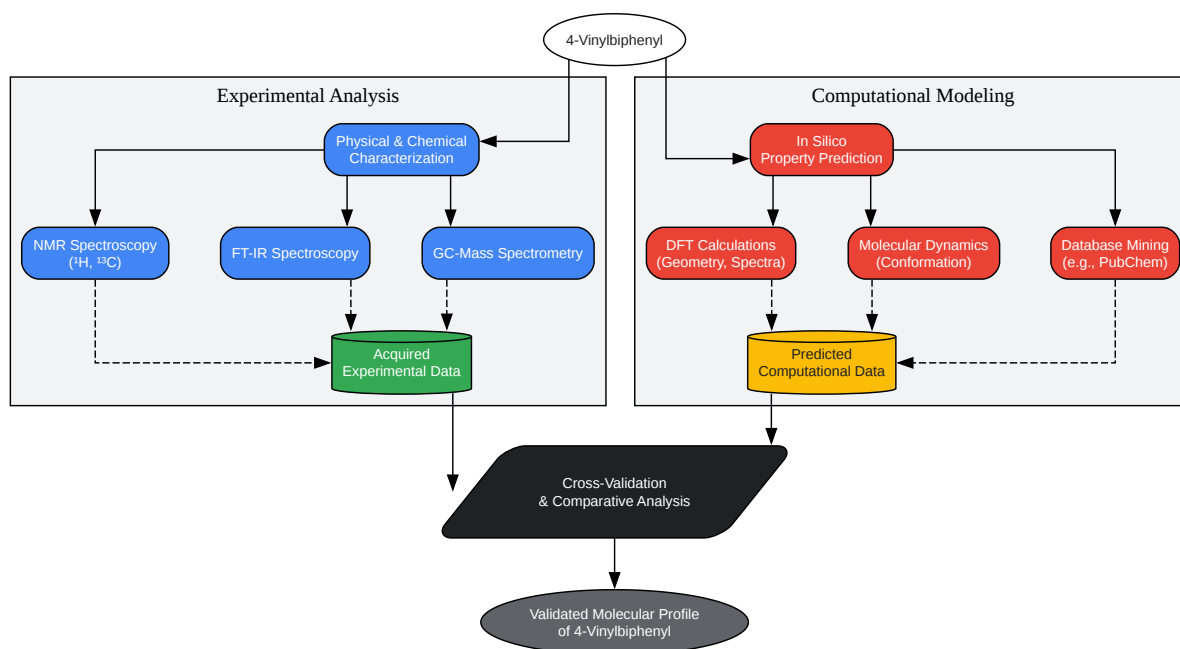 4-Vinylbiphenyl
Experimental Analysis
Physical & Chemical
Characterization
NMR Spectroscopy
(¹H, ¹³C)
FT-IR Spectroscopy
GC-Mass Spectrometry
Acquired
Experimental Data
Computational Modeling
In Silico
Property Prediction
DFT Calculations
(Geometry, Spectra)
Molecular Dynamics
(Conformation)
Database Mining
(e.g., PubChem)
Predicted
Computational Data
Cross-Validation
& Comparative Analysis
Validated Molecular Profile
of 4-Vinylbiphenyl